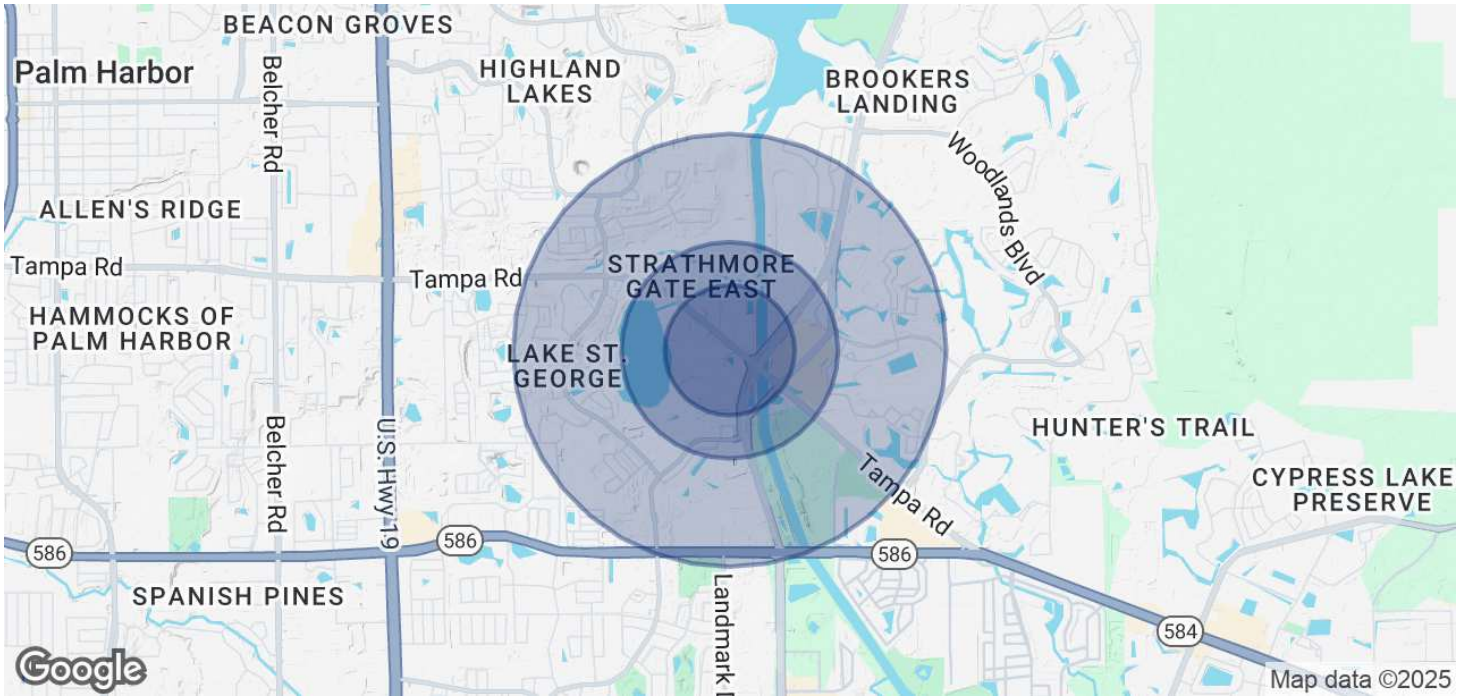 BEACON GROVES
Palm Harbor
Belcher Rd
HIGHLAND
LAKES
BROOKERS
LANDING
Woodlands Blvd
ALLEN'S RIDGE
Tampa Rd
Tampa Rd
STRATHMORE
GATE EAST
HAMMOCKS OF
PALM HARBOR
LAKE ST.
GEORGE
U.S. Hwy 19
Belcher Rd
HUNTER'S TRAIL
Tampa Rd
CYPRESS LAKE
PRESERVE
586
586
586
SPANISH PINES
Landmark
584
Google
Map data ©2025